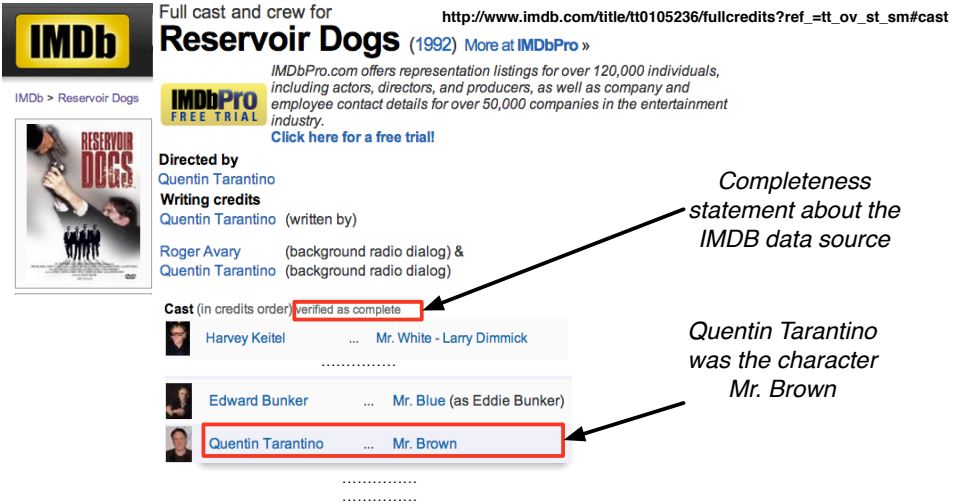 Full cast and crew for
http://www.imdb.com/title/tt0105236/fullcredits?ref_=tt_ov_st_sm#cast
IMDb
Reservoir Dogs (1992) More at IMDbPro »
IMDbPro.com offers representation listings for over 120,000 individuals,
including actors, directors, and producers, as well as company and
employee contact details for over 50,000 companies in the entertainment
industry.
Click here for a free trial!
IMDbPro
FREE TRIAL
IMDb > Reservoir Dogs
RESERVOIR
DOGS
Directed by
Quentin Tarantino
Writing credits
Quentin Tarantino (written by)
Roger Avary (background radio dialog) &
Quentin Tarantino (background radio dialog)
Completeness
statement about the
IMDB data source
Cast (in credits order) verified as complete
Harvey Keitel ... Mr. White - Larry Dimmick
...............
Edward Bunker ... Mr. Blue (as Eddie Bunker)
Quentin Tarantino ... Mr. Brown
...............
...............
Quentin Tarantino
was the character
Mr. Brown